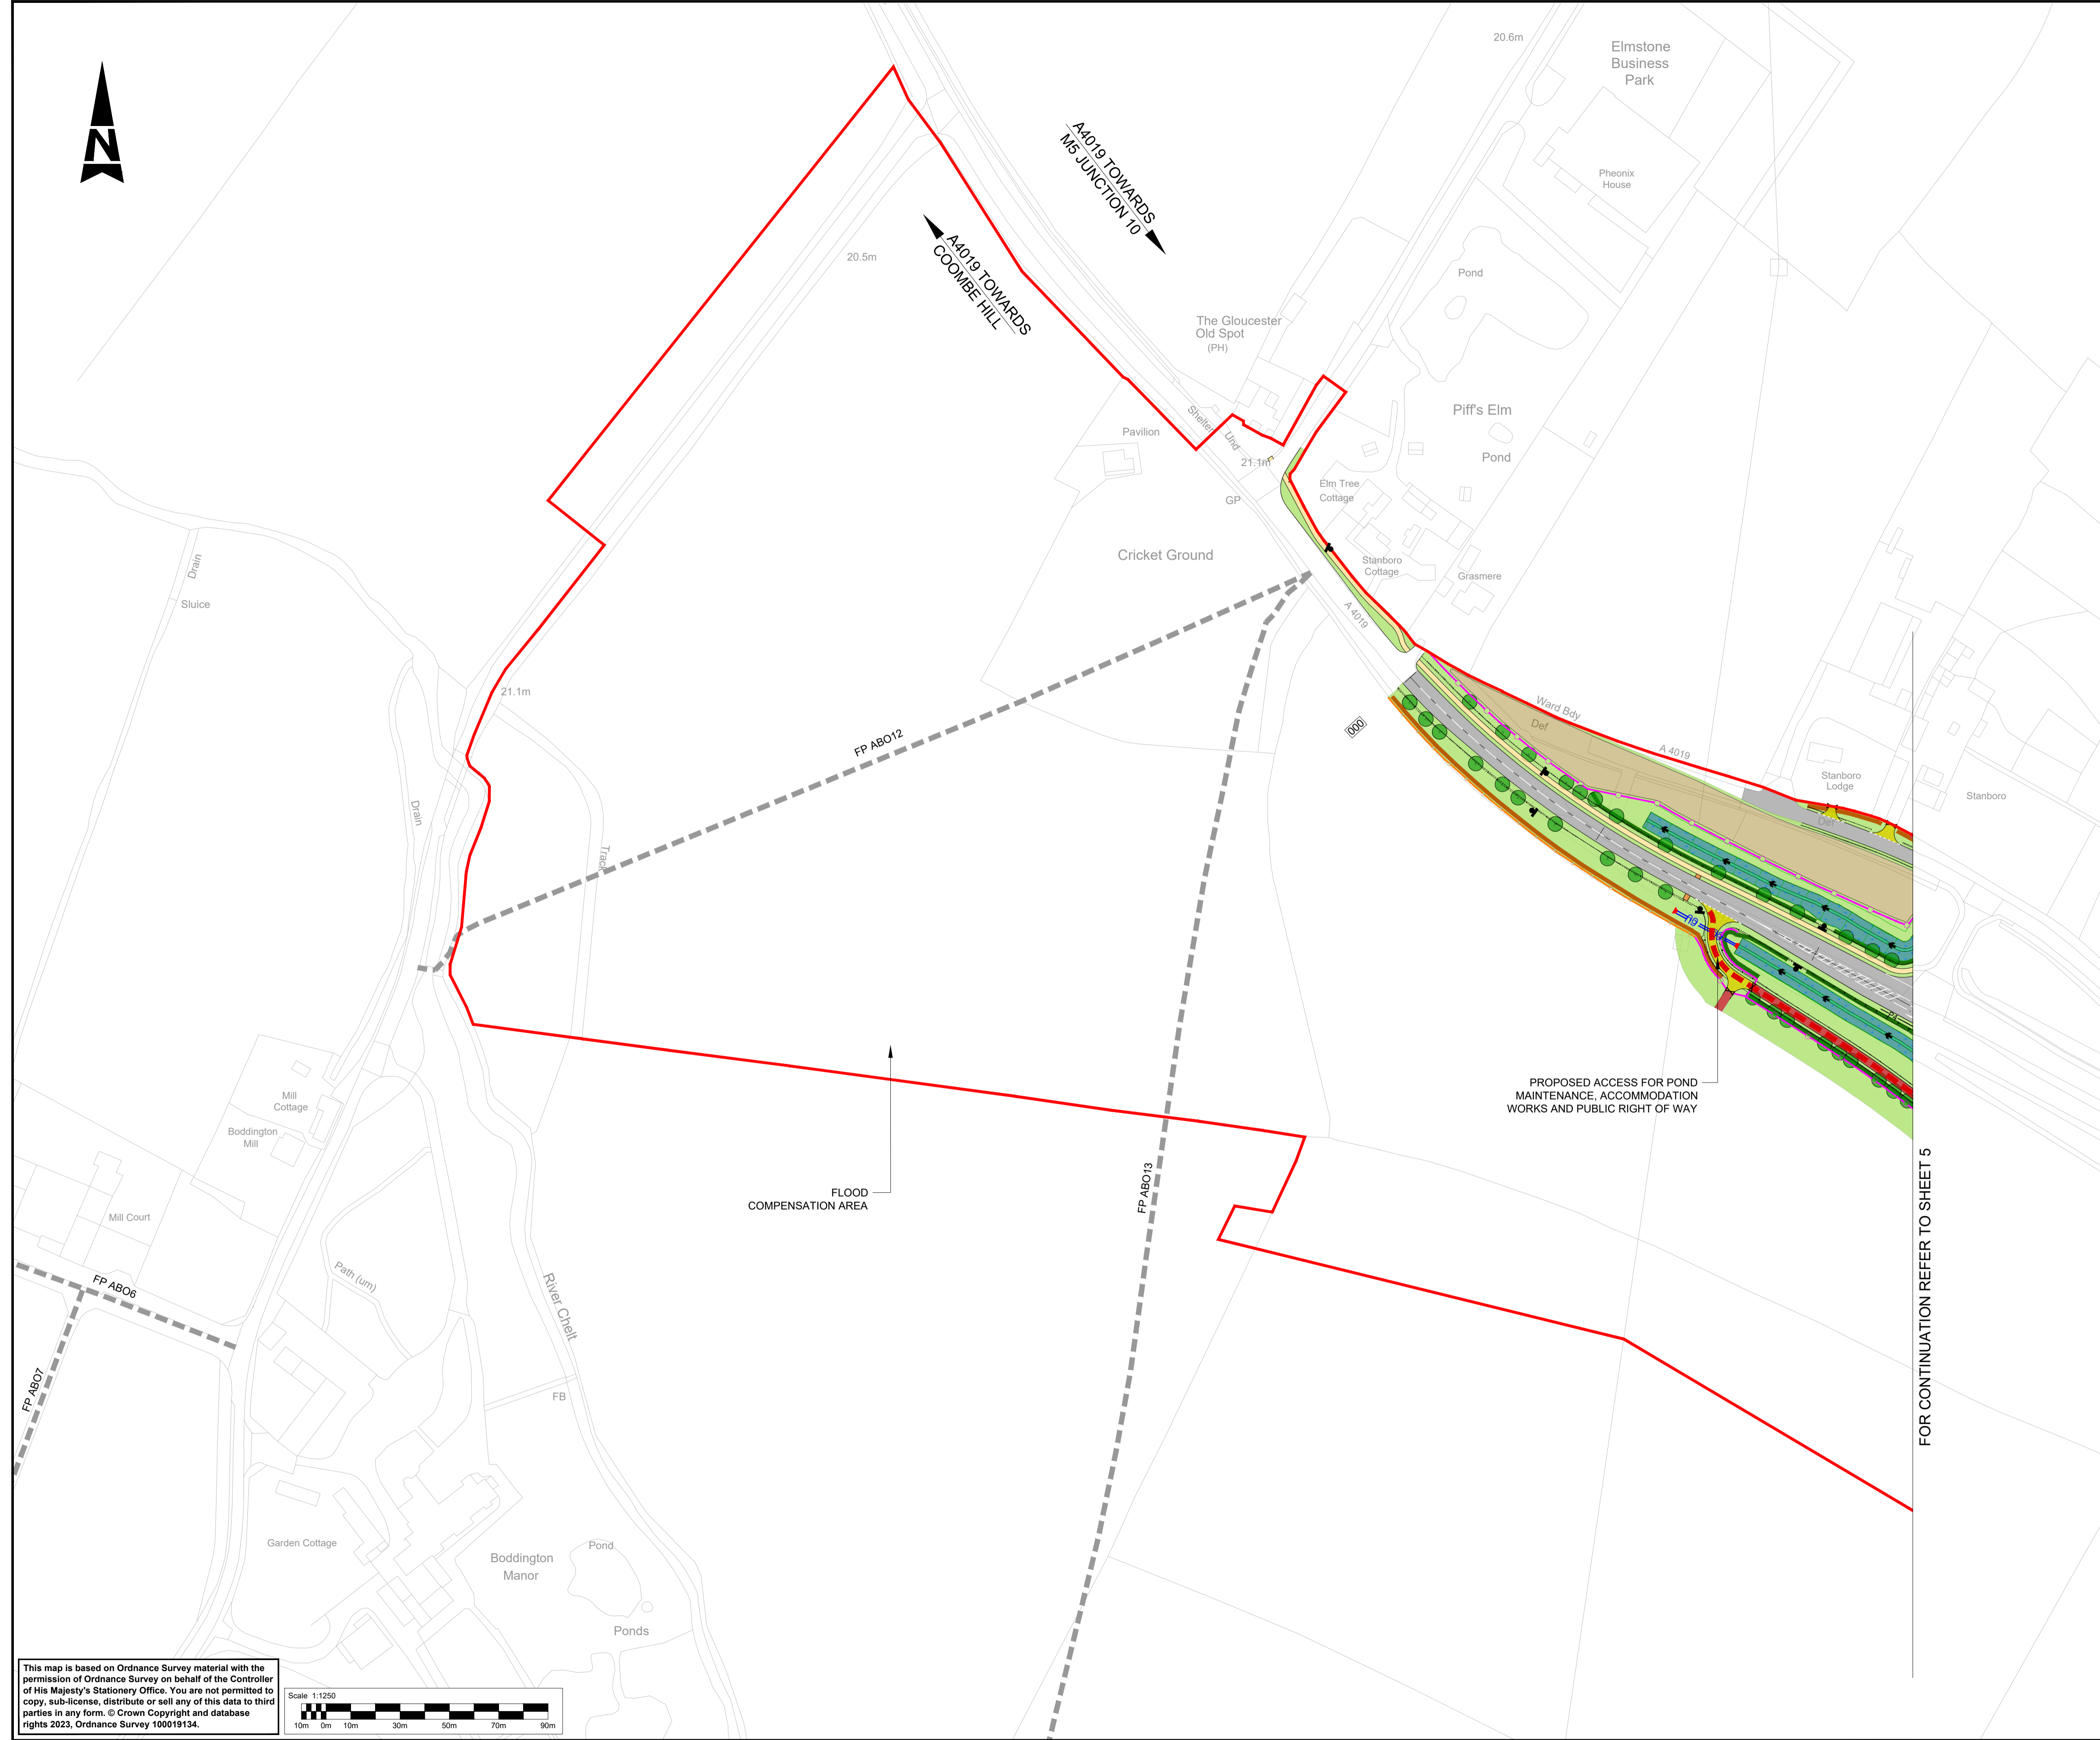 20.6m
Elmstone
Business
Park
N
A4019 TOWARDS
M5 JUNCTION 10
Pheonix
House
A4019 TOWARDS
COOMBE HILL
20.5m
Pond
The Gloucester
Old Spot
(PH)
Piff's Elm
Pond
Shelter
Und
Pavilion
21.1m
GP
Elm Tree
Cottage
Cricket Ground
Stanboro
Cottage
Grasmere
A 4019
Drain
Sluice
21.1m
Ward Bdy
Def
A 4019
000
FP ABO12
Stanboro
Lodge
Stanboro
Def
Drain
Track
PROPOSED ACCESS FOR POND
MAINTENANCE, ACCOMMODATION
WORKS AND PUBLIC RIGHT OF WAY
Mill
Cottage
Boddington
Mill
FLOOD
COMPENSATION AREA
FP ABO13
Mill Court
FOR CONTINUATION REFER TO SHEET 5
FP ABO6
Path (um)
River Chelt
FP ABO7
FB
Garden Cottage
Boddington
Manor
Pond
Ponds
This map is based on Ordnance Survey material with the
permission of Ordnance Survey on behalf of the Controller
of His Majesty's Stationery Office. You are not permitted to
copy, sub-license, distribute or sell any of this data to third
parties in any form. © Crown Copyright and database
rights 2023, Ordnance Survey 100019134.
Scale 1:1250
10m 0m 10m 30m 50m 70m 90m